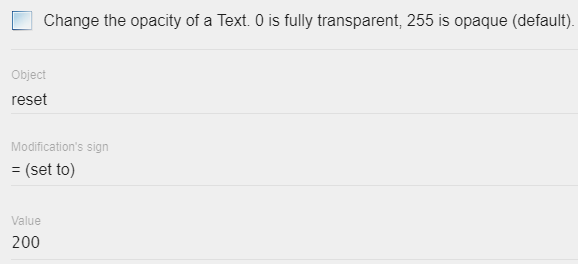 Change the opacity of a Text. 0 is fully transparent, 255 is opaque (default).
Object
reset
Modification's sign
= (set to)
Value
200